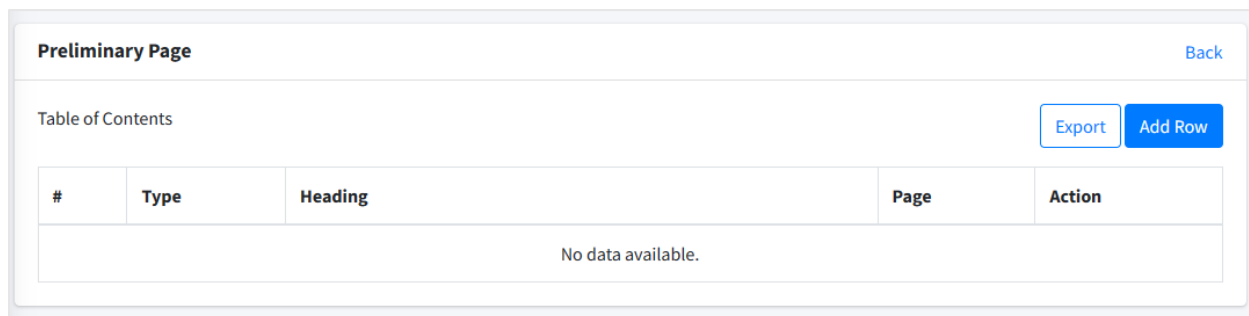 Preliminary Page Back
Table of Contents Export Add Row
# Type Heading Page Action
No data available.